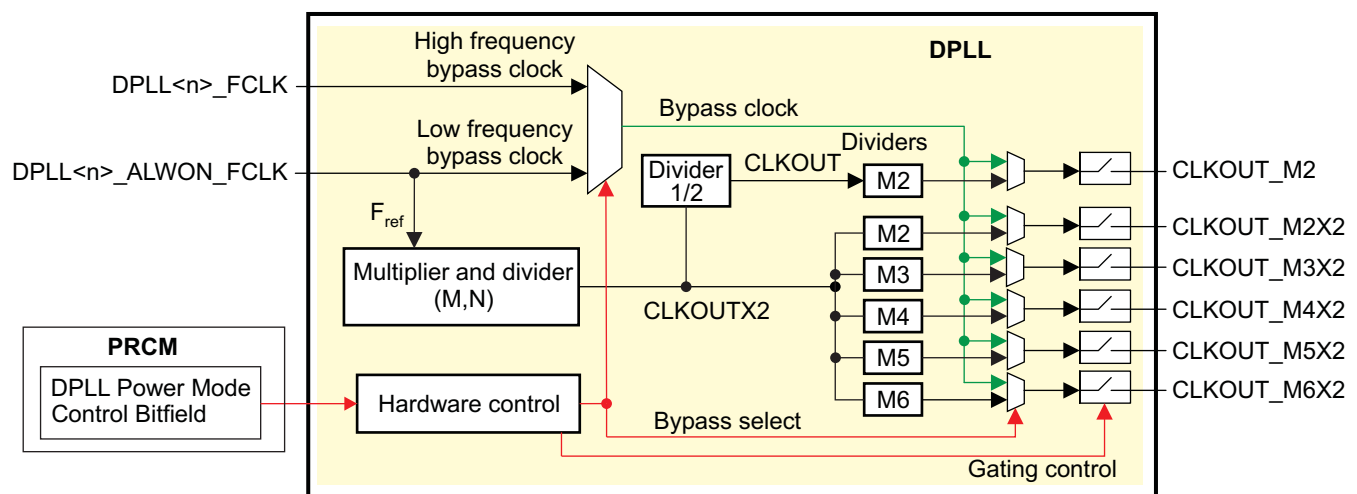 High frequency
bypass clock
DPLL
DPLL<n>_FCLK
Bypass clock
Low frequency
bypass clock
Dividers
DPLL<n>_ALWON_FCLK
Divider
1/2
CLKOUT
M2
CLKOUT_M2
Fref
M2
CLKOUT_M2X2
Multiplier and divider
(M,N)
M3
CLKOUT_M3X2
CLKOUTX2
M4
CLKOUT_M4X2
PRCM
M5
CLKOUT_M5X2
DPLL Power Mode
Control Bitfield
Hardware control
M6
CLKOUT_M6X2
Bypass select
Gating control